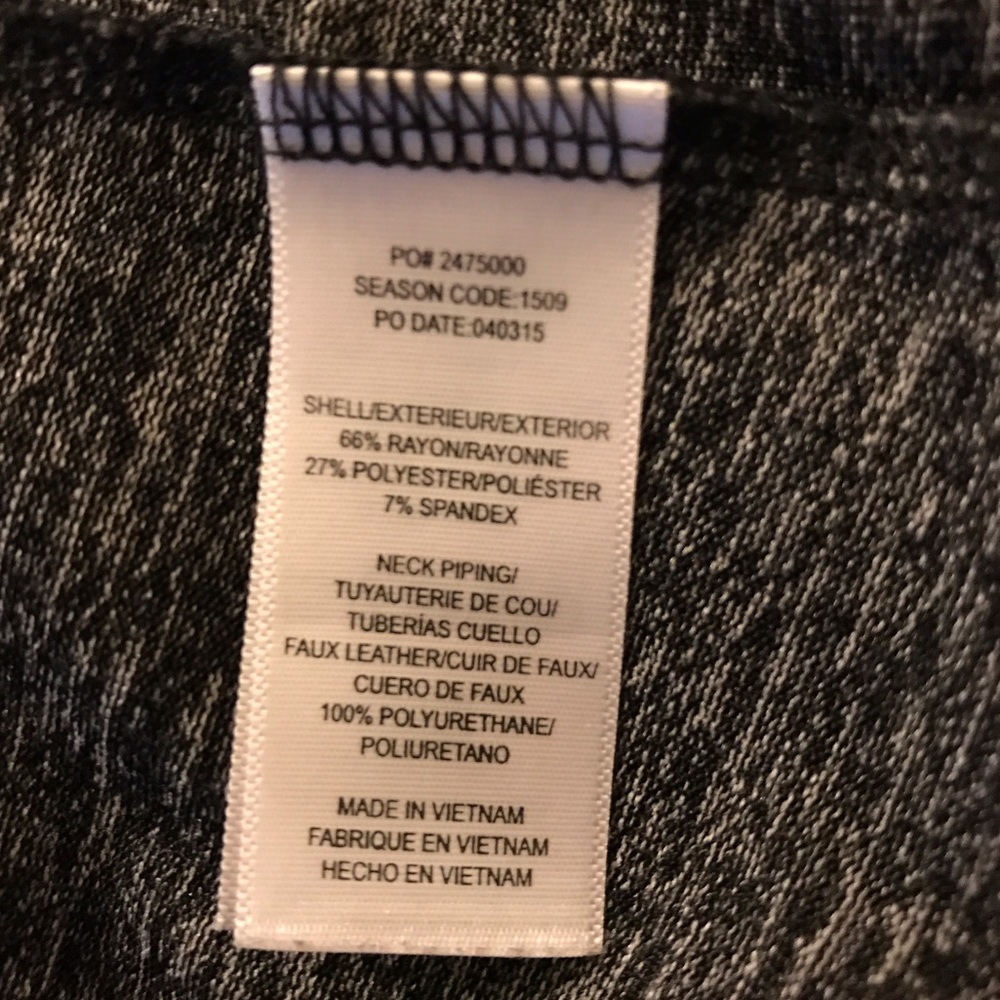 PO# 2475000
SEASON CODE:1509
PO DATE:040315
SHELL/EXTERIEUR/EXTERIOR
66% RAYON/RAYONNE
27% POLYESTER/POLIÉSTER
7% SPANDEX
NECK PIPING/
TUYAUTERIE DE COU/
TUBERÍAS CUELLO
FAUX LEATHER/CUIR DE FAUX/
CUERO DE FAUX
100% POLYURETHANE/
POLIURETANO
MADE IN VIETNAM
FABRIQUE EN VIETNAM
HECHO EN VIETNAM